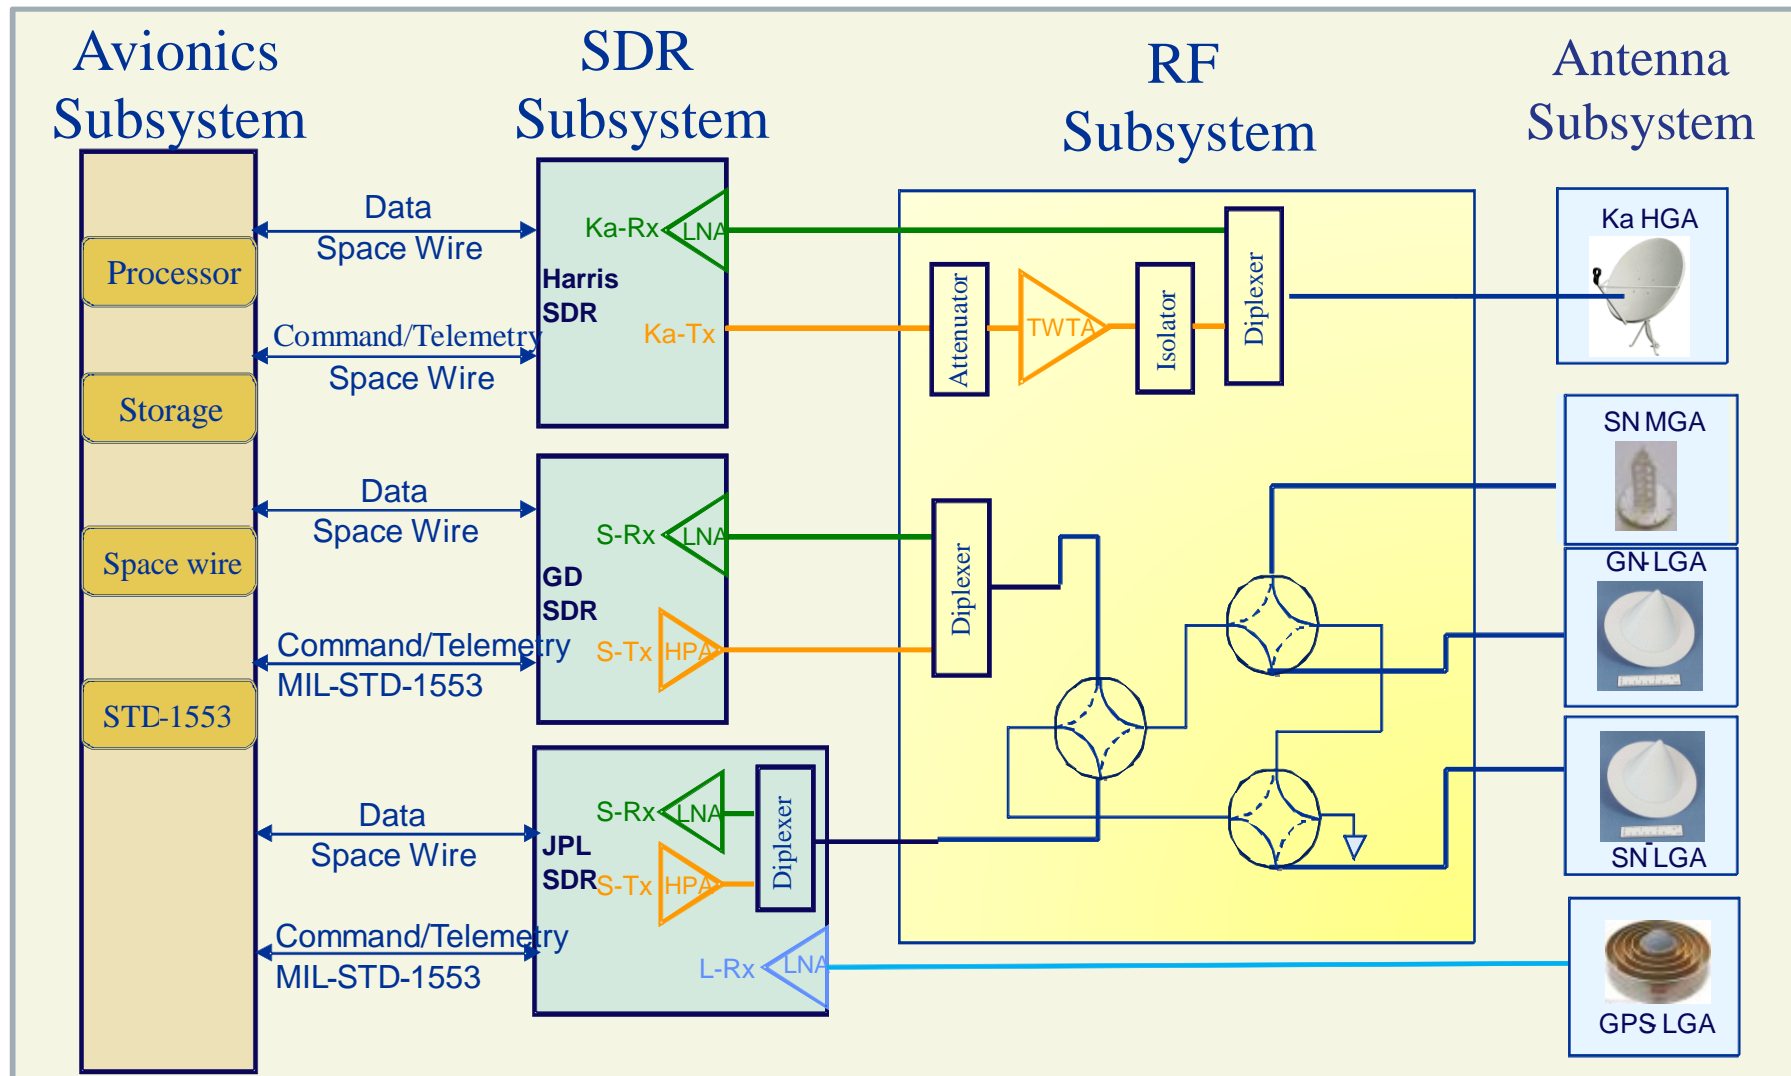 Avionics
Subsystem
SDR
Subsystem
RF
Subsystem
Antenna
Subsystem
Processor
Storage
Space wire
STD-1553
Data
Space Wire
Command/Telemetry
Space Wire
Data
Space Wire
Command/Telemetry
MIL-STD-1553
Data
Space Wire
Command/Telemetry
MIL-STD-1553
Ka-Rx
LNA
Harris
SDR
Ka-Tx
S-Rx
LNA
GD
SDR
S-Tx
HPA
S-Rx
LNA
JPL
SDR
S-Tx
HPA
Diplexer
L-Rx
LNA
Attenuator
TWTA
Isolator
Diplexer
Diplexer
Ka HGA
SN MGA
GN-LGA
SN-LGA
GPS LGA